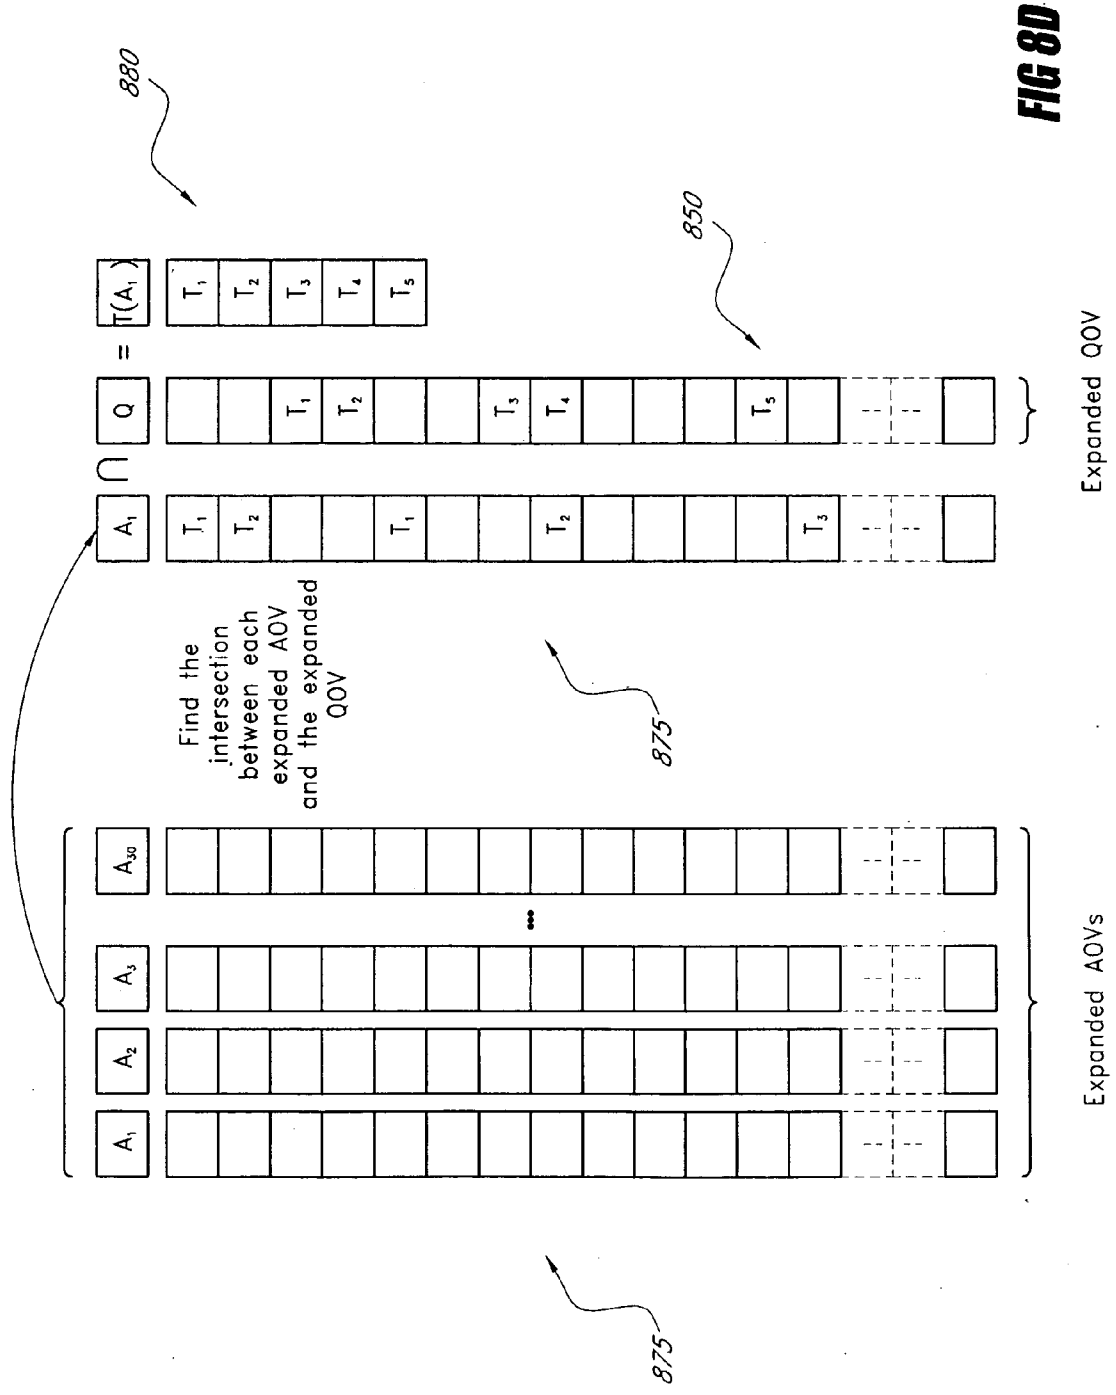 880
A₁ ∩ Q = T(A₁)
T₁
T₂
T₁
T₂
T₃
T₁
T₂
T₃
T₄
T₅
T₁
T₂
T₃
T₄
T₅
850
875
Find the
intersection
between each
expanded AOV
and the expanded
QOV
A₁ A₂ A₃ ••• A₃₀
875
Expanded AOVs
Expanded QOV
FIG 8D